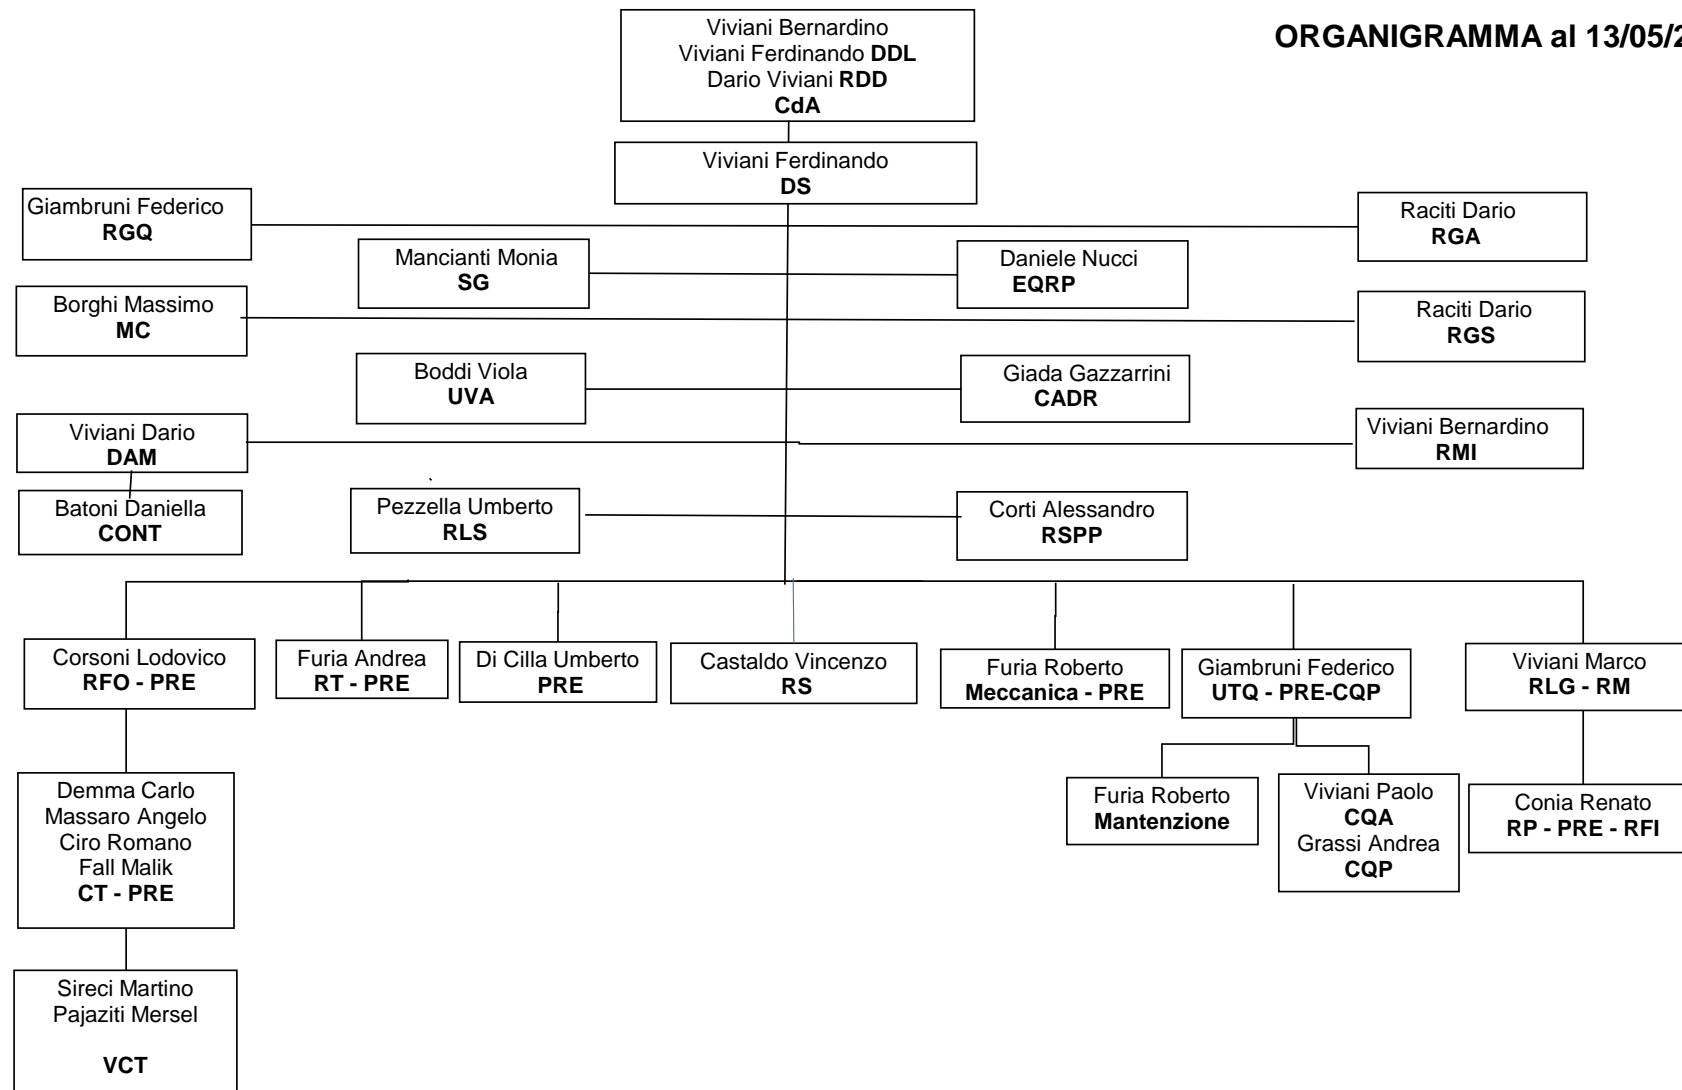 ORGANIGRAMMA al 13/05/2
Viviani Bernardino
Viviani Ferdinando DDL
Dario Viviani RDD
CdA
Viviani Ferdinando
DS
Giambruni Federico
RGQ
Raciti Dario
RGA
Mancianti Monia
SG
Daniele Nucci
EQRP
Borghi Massimo
MC
Raciti Dario
RGS
Boddi Viola
UVA
Giada Gazzarrini
CADR
Viviani Dario
DAM
Viviani Bernardino
RMI
Batoni Daniella
CONT
Pezzella Umberto
RLS
Corti Alessandro
RSPP
Corsoni Lodovico
RFO - PRE
Furia Andrea
RT - PRE
Di Cilla Umberto
PRE
Castaldo Vincenzo
RS
Furia Roberto
Meccanica - PRE
Giambruni Federico
UTQ - PRE-CQP
Viviani Marco
RLG - RM
Demma Carlo
Massaro Angelo
Ciro Romano
Fall Malik
CT - PRE
Furia Roberto
Mantenzione
Viviani Paolo
CQA
Grassi Andrea
CQP
Conia Renato
RP - PRE - RFI
Sireci Martino
Pajaziti Mersel
VCT